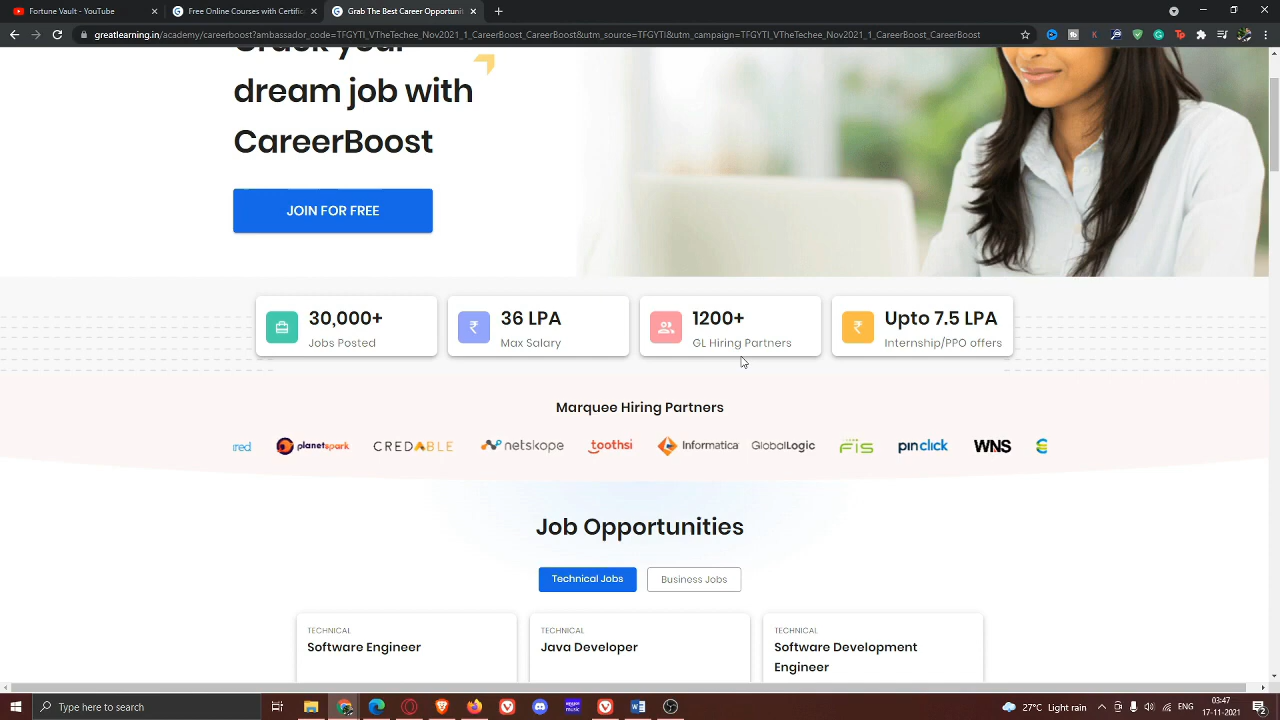 Fortune Vault - YouTube
Free Online Courses with Certific
Grab The Best Career Opportuni
greatlearning.in/academy/careerboost?ambassador_code=TFGYTI_VTheTechee_Nov2021_1_CareerBoost_CareerBoost&utm_source=TFGYTI&utm_campaign=TFGYTI_VTheTechee_Nov2021_1_CareerBoost_CareerBoost
Crack your
dream job with
CareerBoost
JOIN FOR FREE
30,000+
Jobs Posted
36 LPA
Max Salary
1200+
GL Hiring Partners
Upto 7.5 LPA
Internship/PPO offers
Marquee Hiring Partners
ired planetspark CREDABLE netskope toothsi Informatica GlobalLogic FIS pinclick WNS
Job Opportunities
Technical Jobs
Business Jobs
TECHNICAL
Software Engineer
TECHNICAL
Java Developer
TECHNICAL
Software Development
Engineer
Type here to search
27°C Light rain
ENG
03:47
17-11-2021
2